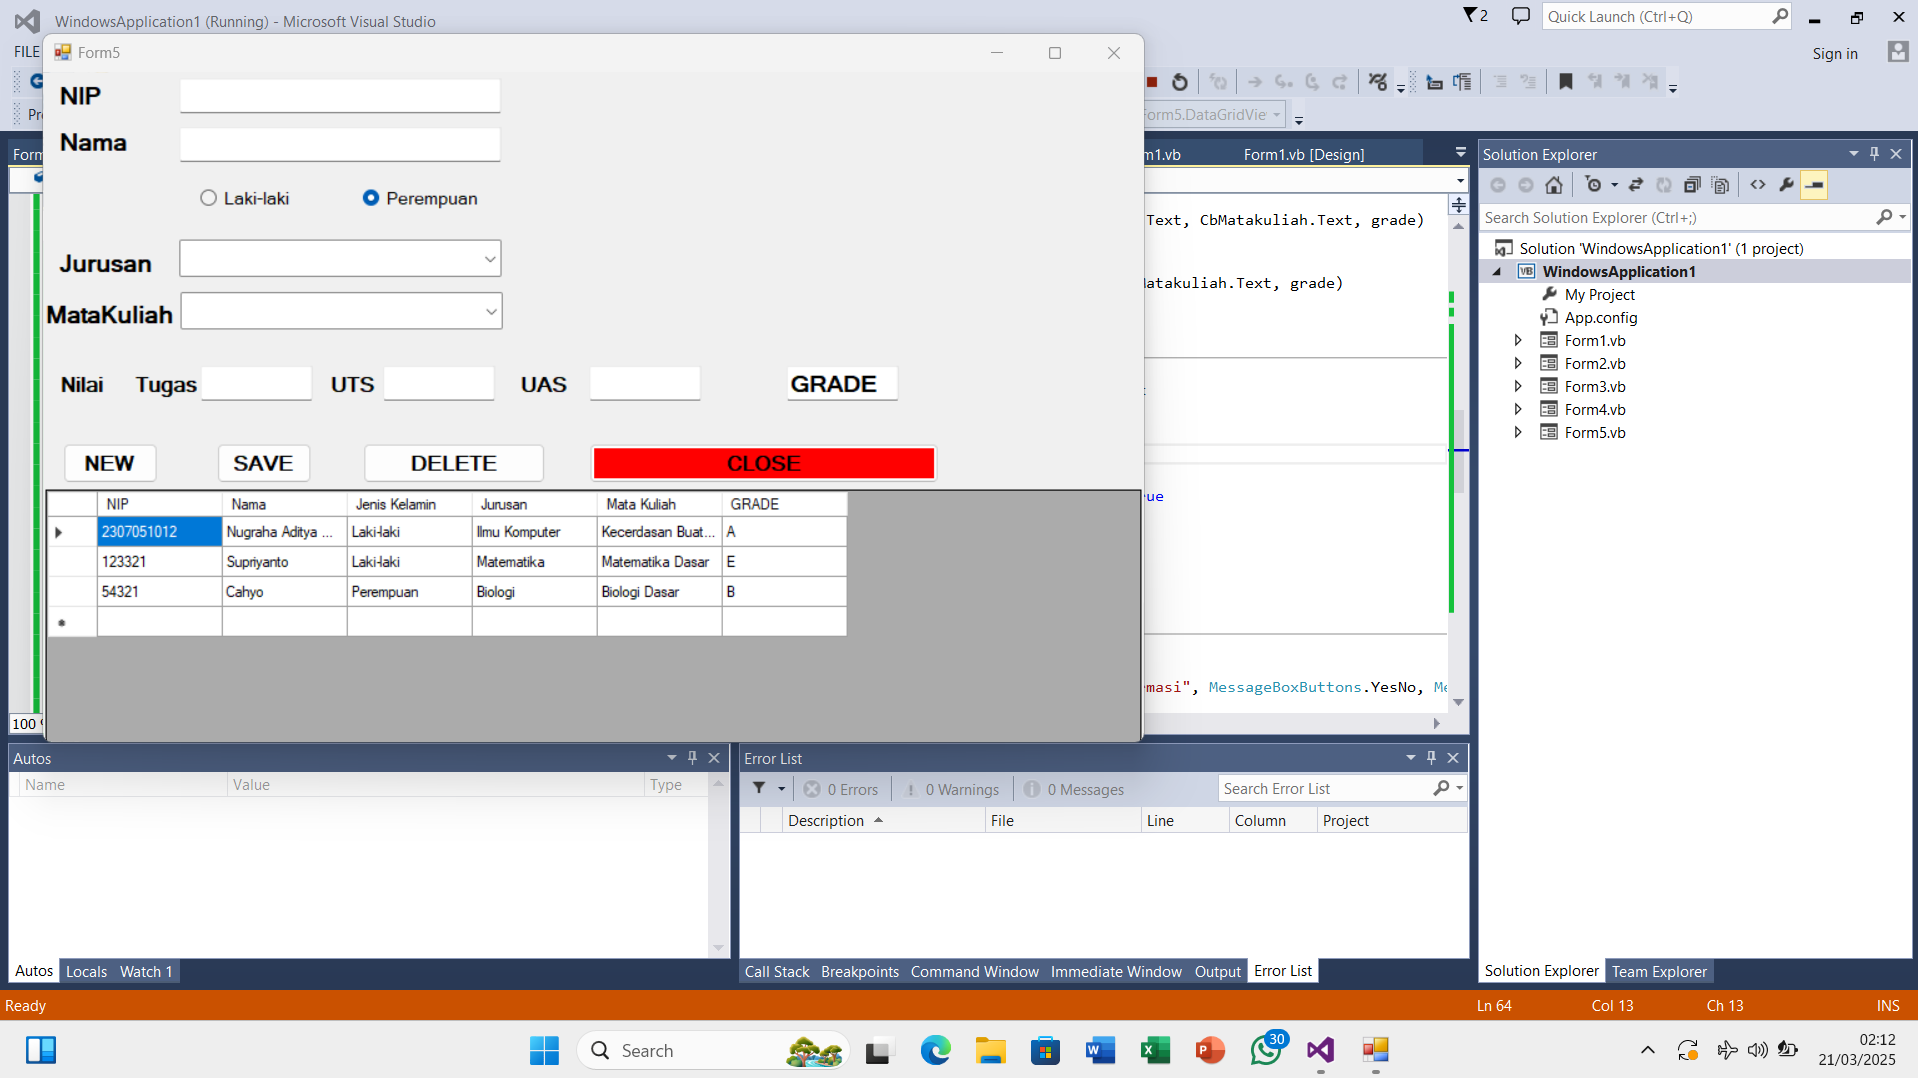 WindowsApplication1 (Running) - Microsoft Visual Studio
2
Quick Launch (Ctrl+Q)
FILE
Sign in
Form5
NIP
Nama
Laki-laki
Perempuan
Jurusan
MataKuliah
Nilai Tugas UTS UAS GRADE
NEW SAVE DELETE CLOSE
NIP Nama Jenis Kelamin Jurusan Mata Kuliah GRADE
2307051012 Nugraha Aditya ... Laki-laki Ilmu Komputer Kecerdasan Buat... A
123321 Supriyanto Laki-laki Matematika Matematika Dasar E
54321 Cahyo Perempuan Biologi Biologi Dasar B
Pr
orm5.DataGridVie
Form
m1.vb
Form1.vb [Design]
.Text, CbMatakuliah.Text, grade)
Matakuliah.Text, grade)
ue
masi", MessageBoxButtons.YesNo, Me
100 %
Solution Explorer
Search Solution Explorer (Ctrl+;)
Solution 'WindowsApplication1' (1 project)
WindowsApplication1
My Project
App.config
Form1.vb
Form2.vb
Form3.vb
Form4.vb
Form5.vb
Autos
Name Value Type
Autos Locals Watch 1
Error List
0 Errors 0 Warnings 0 Messages
Search Error List
Description File Line Column Project
Call Stack Breakpoints Command Window Immediate Window Output Error List
Solution Explorer Team Explorer
Ready
Ln 64 Col 13 Ch 13 INS
Search
30
02:12
21/03/2025